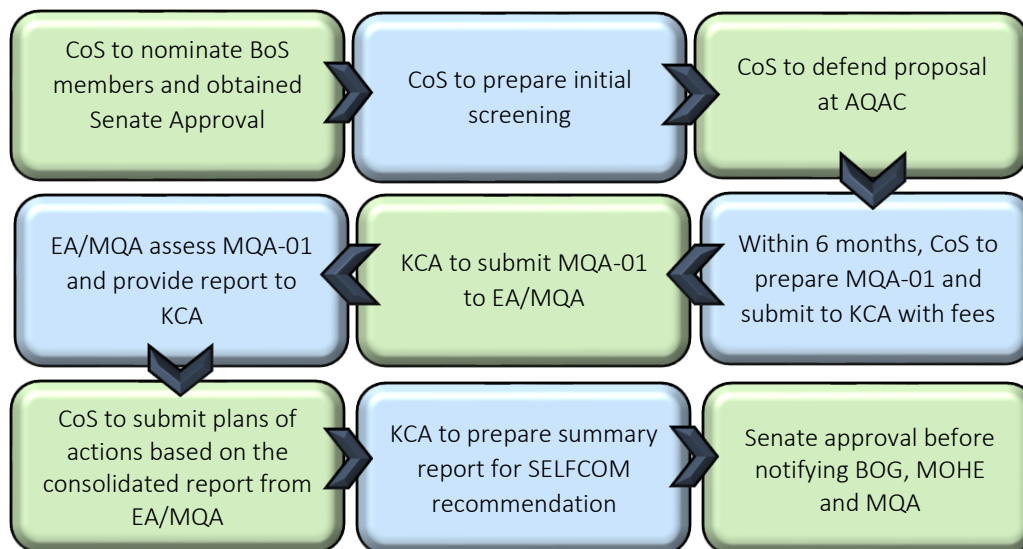 CoS to nominate BoS
members and obtained
Senate Approval
CoS to prepare initial
screening
CoS to defend proposal
at AQAC
Within 6 months, CoS to
prepare MQA-01 and
submit to KCA with fees
KCA to submit MQA-01
to EA/MQA
EA/MQA assess MQA-01
and provide report to
KCA
CoS to submit plans of
actions based on the
consolidated report from
EA/MQA
KCA to prepare summary
report for SELFCOM
recommendation
Senate approval before
notifying BOG, MOHE
and MQA